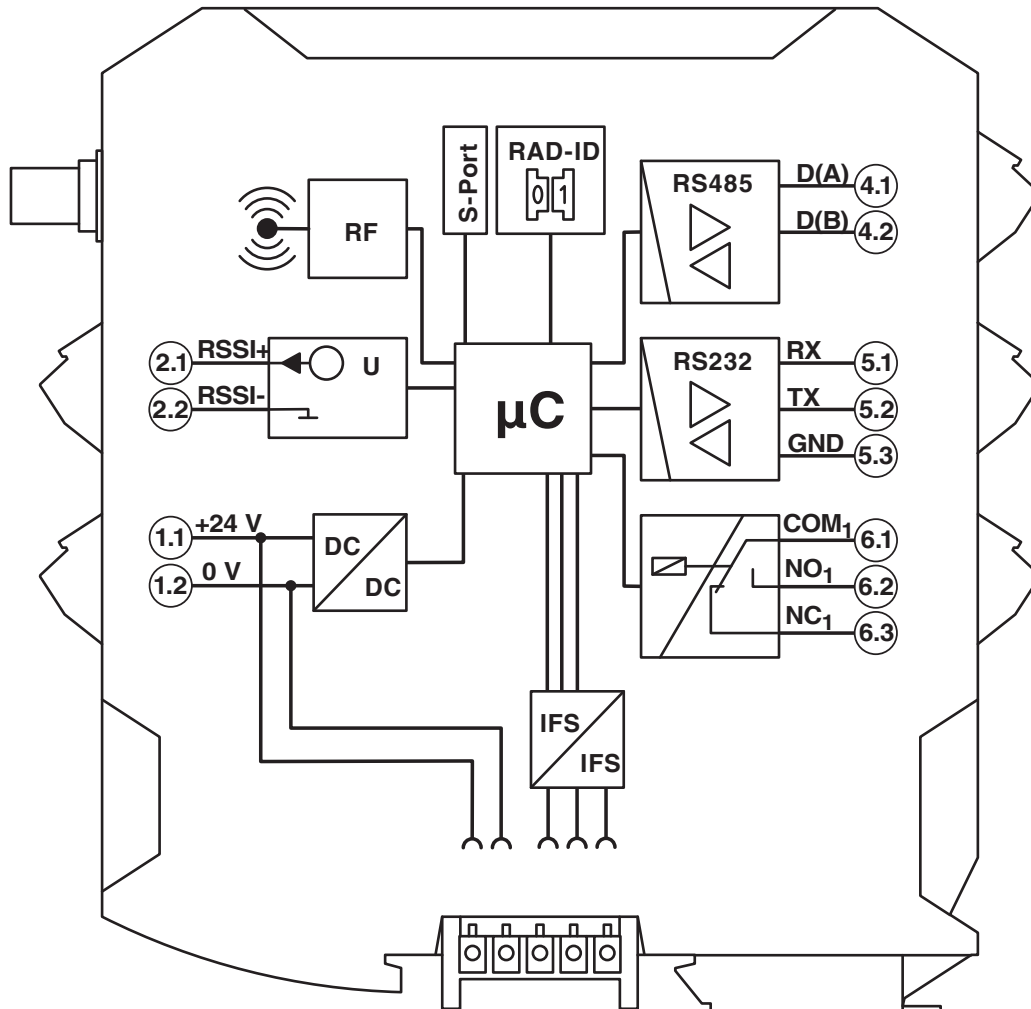 S-Port
RAD-ID
0 1
RF
RS485
D(A) 4.1
D(B) 4.2
2.1 RSSI+
U
2.2 RSSI-
µC
RS232
RX 5.1
TX 5.2
GND 5.3
1.1 +24 V
1.2 0 V
DC
DC
COM1 6.1
NO1 6.2
NC1 6.3
IFS
IFS